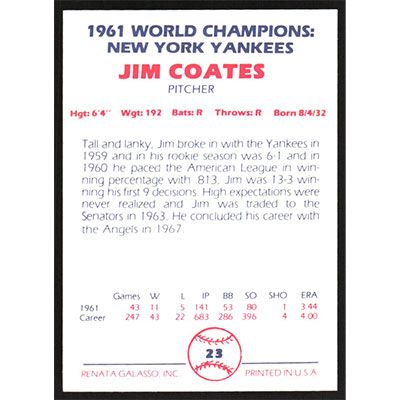 1961 WORLD CHAMPIONS:
NEW YORK YANKEES
JIM COATES
PITCHER
Hgt: 6'4" Wgt: 192 Bats: R Throws: R Born 8/4/32
Tall and lanky, Jim broke in with the Yankees in
1959 and in his rookie season was 6-1 and in
1960 he paced the American League in win-
ning percentage with .813, Jim was 13-3 win-
ning his first 9 decisions. High expectations were
never realized and Jim was traded to the
Senators in 1963. He concluded his career with
the Angels in 1967.
Games W L IP BB SO SHO ERA
1961 43 11 5 141 53 80 1 3.44
Career 247 43 22 683 286 396 4 4.00
23
RENATA GALASSO, INC. PRINTED IN U.S.A.